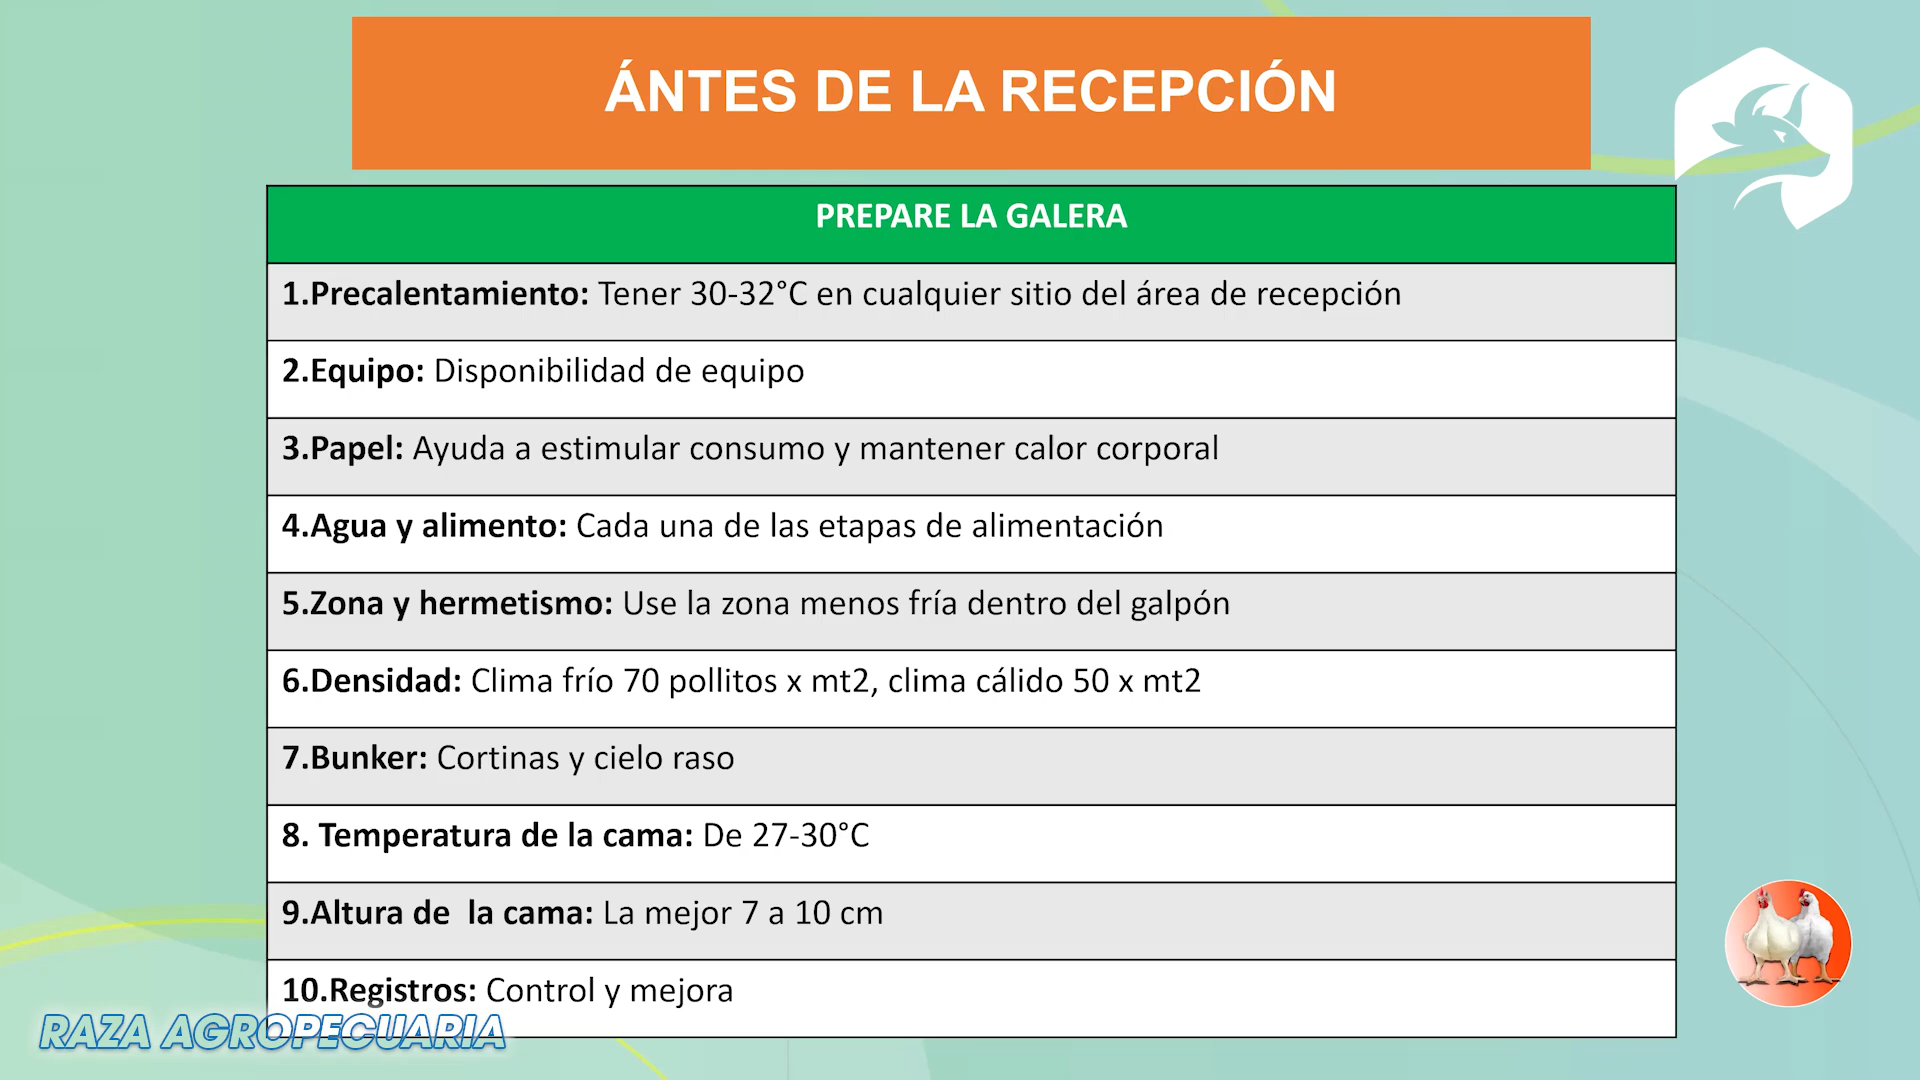 ÁNTES DE LA RECEPCIÓN
PREPARE LA GALERA
1.Precalentamiento: Tener 30-32°C en cualquier sitio del área de recepción
2.Equipo: Disponibilidad de equipo
3.Papel: Ayuda a estimular consumo y mantener calor corporal
4.Agua y alimento: Cada una de las etapas de alimentación
5.Zona y hermetismo: Use la zona menos fría dentro del galpón
6.Densidad: Clima frío 70 pollitos x mt2, clima cálido 50 x mt2
7.Bunker: Cortinas y cielo raso
8. Temperatura de la cama: De 27-30°C
9.Altura de  la cama: La mejor 7 a 10 cm
10.Registros: Control y mejora
RAZA AGROPECUARIA